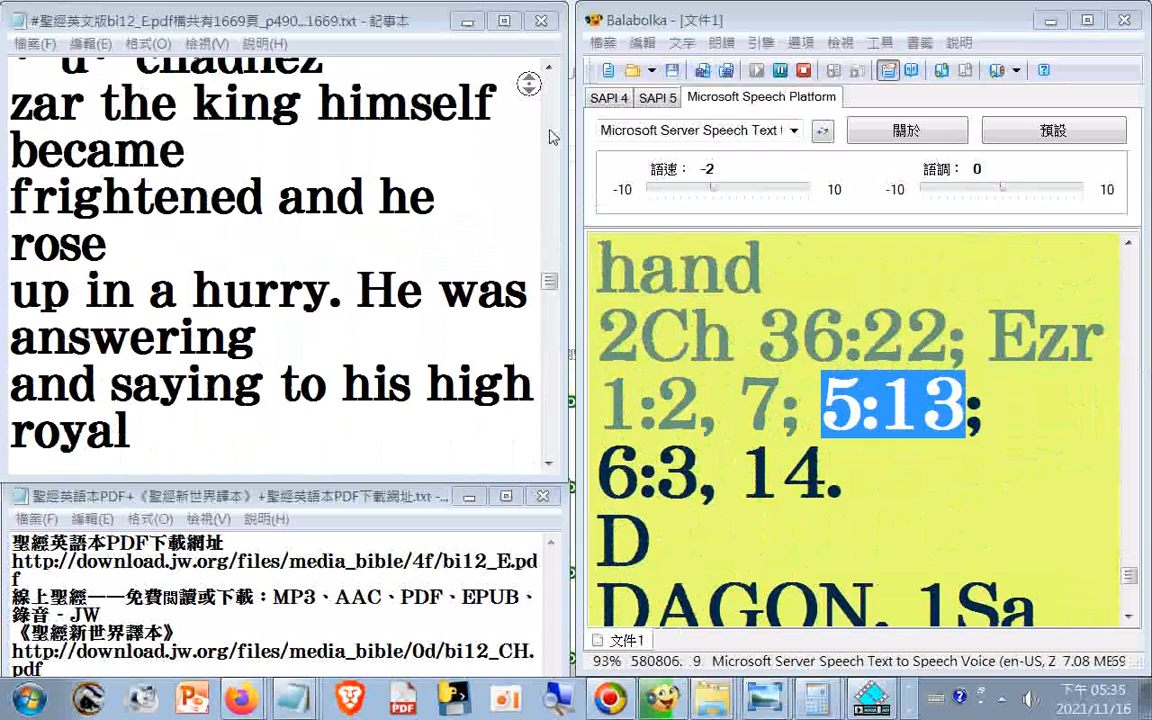 #聖經英文版bi12_E.pdf檔共有1669頁_p490...1669.txt - 記事本
檔案(F) 編輯(E) 格式(O) 檢視(V) 說明(H)
zar the king himself
became
frightened and he
rose
up in a hurry. He was
answering
and saying to his high
royal
聖經英語本PDF+《聖經新世界譯本》+聖經英語本PDF下載網址.txt - ...
檔案(F) 編輯(E) 格式(O) 檢視(V) 說明(H)
聖經英語本PDF下載網址
http://download.jw.org/files/media_bible/4f/bi12_E.pd
f
線上聖經——免費閱讀或下載：MP3、AAC、PDF、EPUB、
錄音 - JW
《聖經新世界譯本》
http://download.jw.org/files/media_bible/0d/bi12_CH.
pdf
Balabolka - [文件1]
檔案 編輯 文字 朗讀 引擎 選項 檢視 工具 書籤 說明
SAPI 4 SAPI 5 Microsoft Speech Platform
Microsoft Server Speech Text 關於 預設
語速： -2 語調： 0
-10 10 -10 10
hand
2Ch 36:22; Ezr
1:2, 7; 5:13;
6:3, 14.
D
DAGON, 1Sa
文件1
93% 580806. 9. Microsoft Server Speech Text to Speech Voice (en-US, Z 7.08 ME
下午 05:35
2021/11/16